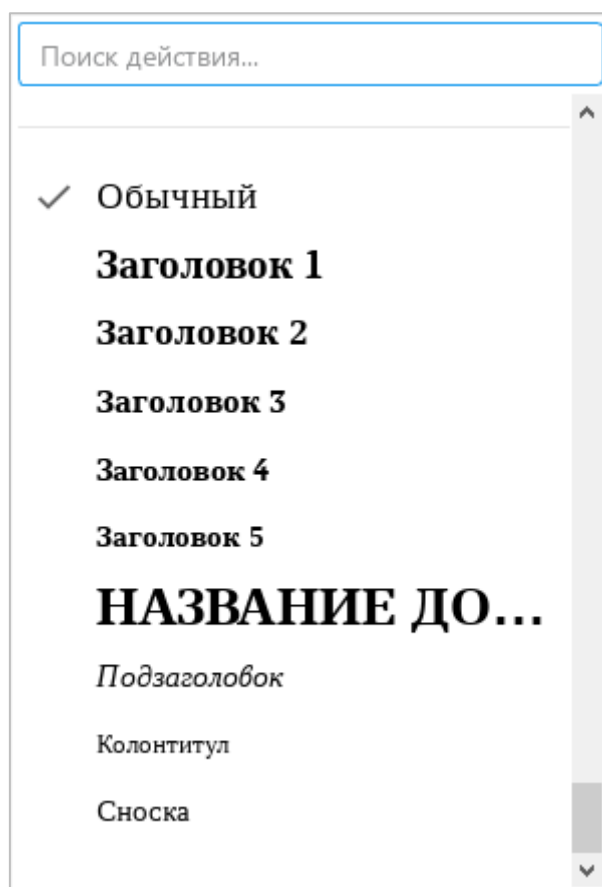 Поиск действия...
Обычный
Заголовок 1
Заголовок 2
Заголовок 3
Заголовок 4
Заголовок 5
НАЗВАНИЕ ДО...
Подзаголовок
Колонтитул
Сноска